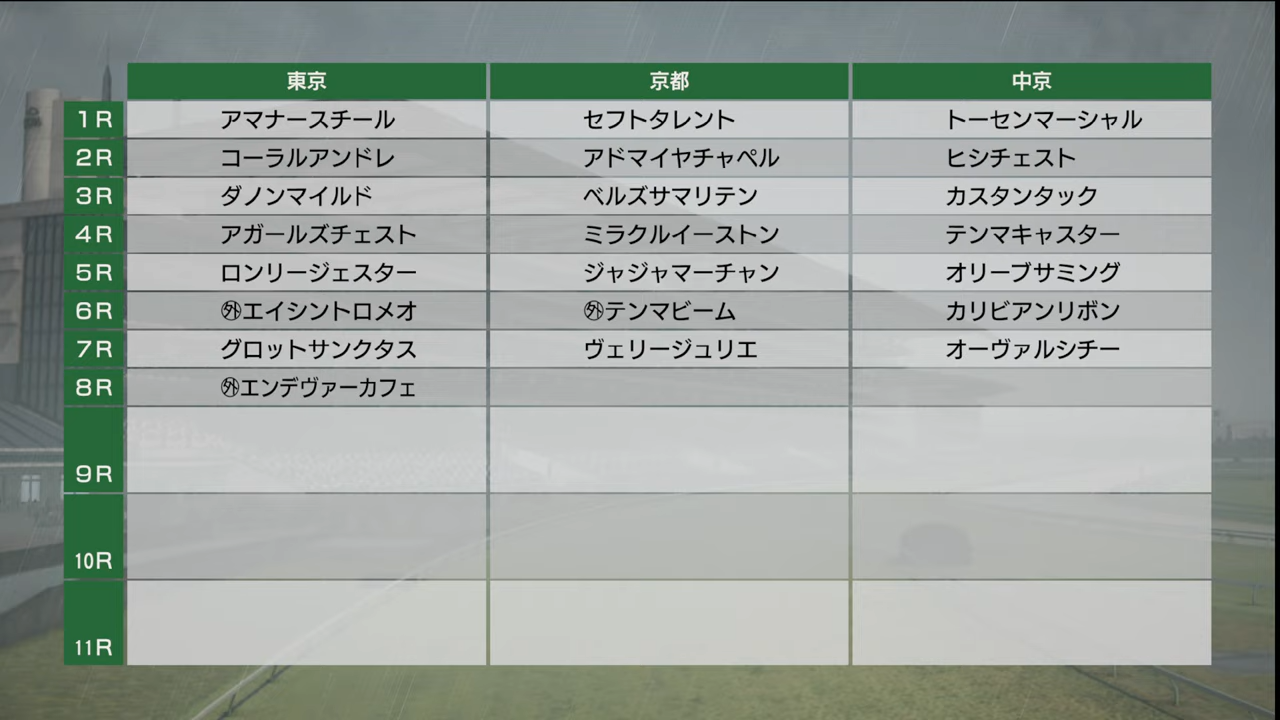 東京 京都 中京
1R アマナースチール セフトタレント トーセンマーシャル
2R コーラルアンドレ アドマイヤチャペル ヒシチェスト
3R ダノンマイルド ベルズサマリテン カスタンタック
4R アガールズチェスト ミラクルイーストン テンマキャスター
5R ロンリージェスター ジャジャマーチャン オリーブサミング
6R ㊕エイシントロメオ ㊕テンマビーム カリビアンリボン
7R グロットサンクタス ヴェリージュリエ オーヴァルシチー
8R エンデヴァーカフェ
9R
10R
11R